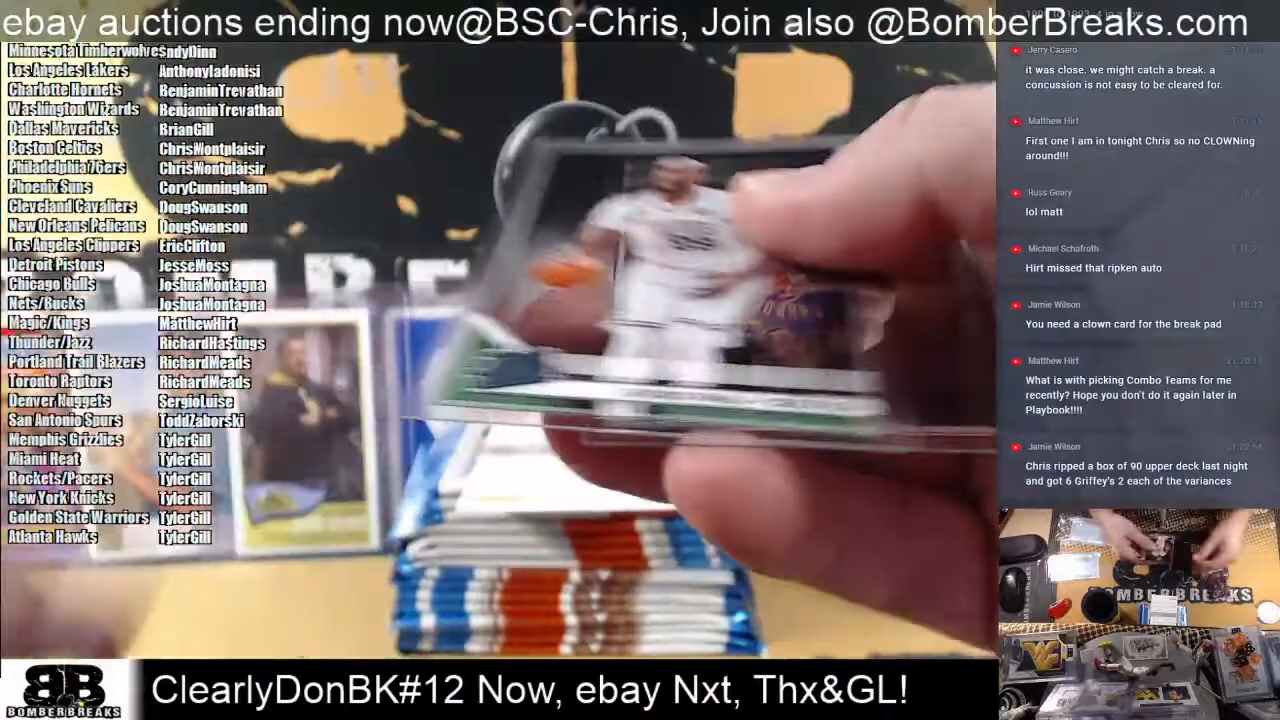 ebay auctions ending now@BSC-Chris, Join also @BomberBreaks.com
Minnesota Timberwolves AndyDinn
Los Angeles Lakers AnthonyIadonisi
Charlotte Hornets BenjaminTrevathan
Washington Wizards BenjaminTrevathan
Dallas Mavericks BrianGill
Boston Celtics ChrisMontplaisir
Philadelphia 76ers ChrisMontplaisir
Phoenix Suns CoryCunningham
Cleveland Cavaliers DougSwanson
New Orleans Pelicans DougSwanson
Los Angeles Clippers EricClifton
Detroit Pistons JesseMoss
Chicago Bulls JoshuaMontagna
Nets/Bucks JoshuaMontagna
Magic/Kings MatthewHirt
Thunder/Jazz RichardHastings
Portland Trail Blazers RichardMeads
Toronto Raptors RichardMeads
Denver Nuggets SergioLuise
San Antonio Spurs ToddZaborski
Memphis Grizzlies TylerGill
Miami Heat TylerGill
Rockets/Pacers TylerGill
New York Knicks TylerGill
Golden State Warriors TylerGill
Atlanta Hawks TylerGill
Jerry Casero
it was close. we might catch a break. a
concussion is not easy to be cleared for.
Matthew Hirt
First one I am in tonight Chris so no CLOWNing
around!!!
Russ Geary
lol matt
Michael Schafroth
Hirt missed that ripken auto
Jamie Wilson
You need a clown card for the break pad
Matthew Hirt
What is with picking Combo Teams for me
recently? Hope you don't do it again later in
Playbook!!!!
Jamie Wilson
Chris ripped a box of 90 upper deck last night
and got 6 Griffey's 2 each of the variances
OMBERBREAKS
BB
BOMBERBREAKS
ClearlyDonBK#12 Now, ebay Nxt, Thx&GL!